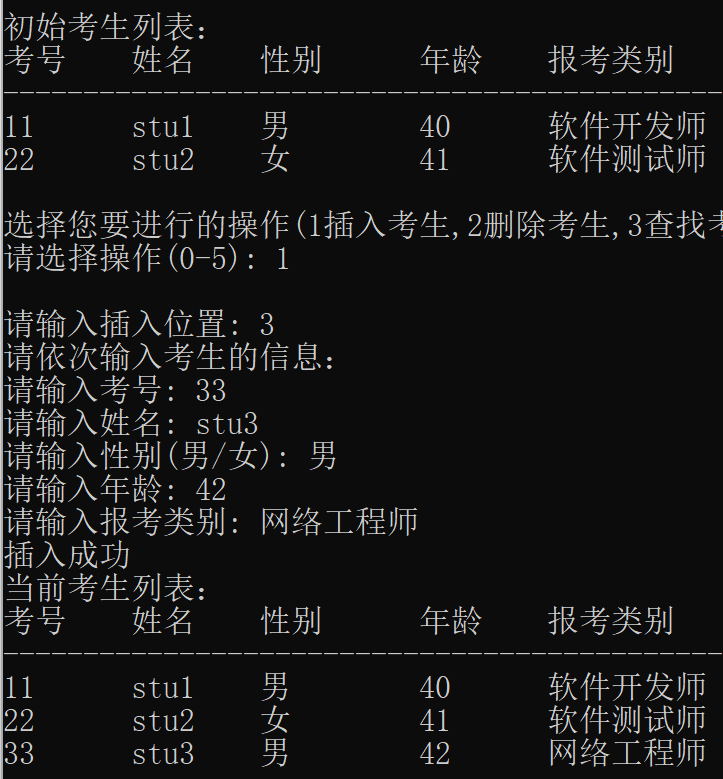 初始考生列表:
考号 姓名 性别 年龄 报考类别
---------------------------------------------
11 stu1 男 40 软件开发师
22 stu2 女 41 软件测试师
选择您要进行的操作(1插入考生,2删除考生,3查找
请选择操作(0-5): 1
请输入插入位置: 3
请依次输入考生的信息:
请输入考号: 33
请输入姓名: stu3
请输入性别(男/女): 男
请输入年龄: 42
请输入报考类别: 网络工程师
插入成功
当前考生列表:
考号 姓名 性别 年龄 报考类别
---------------------------------------------
11 stu1 男 40 软件开发师
22 stu2 女 41 软件测试师
33 stu3 男 42 网络工程师